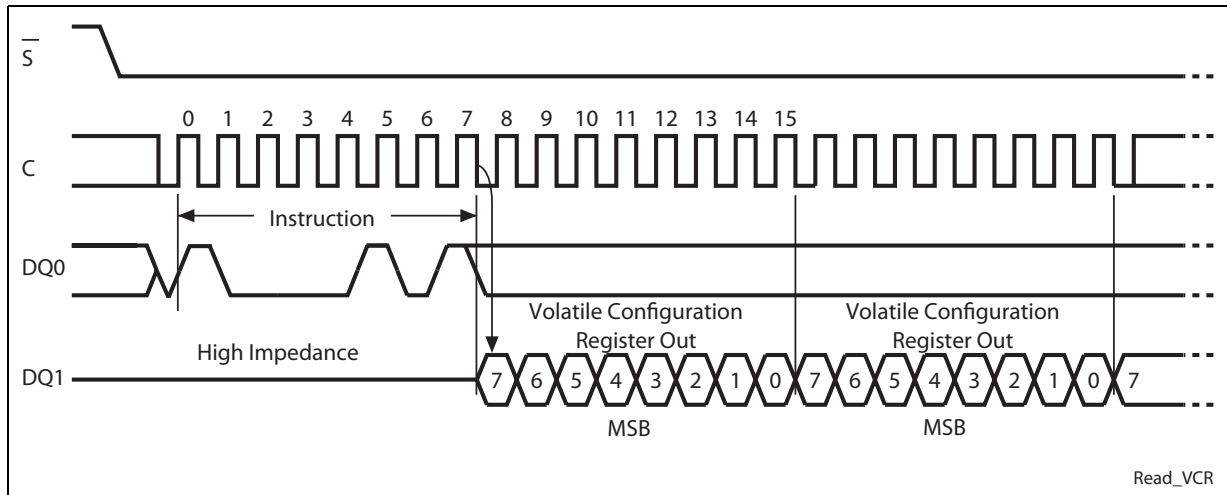 S
0 1 2 3 4 5 6 7 8 9 10 11 12 13 14 15
C
Instruction
DQ0
Volatile Configuration
Register Out
Volatile Configuration
Register Out
High Impedance
DQ1
7 6 5 4 3 2 1 0 7 6 5 4 3 2 1 0 7
MSB
MSB
Read_VCR